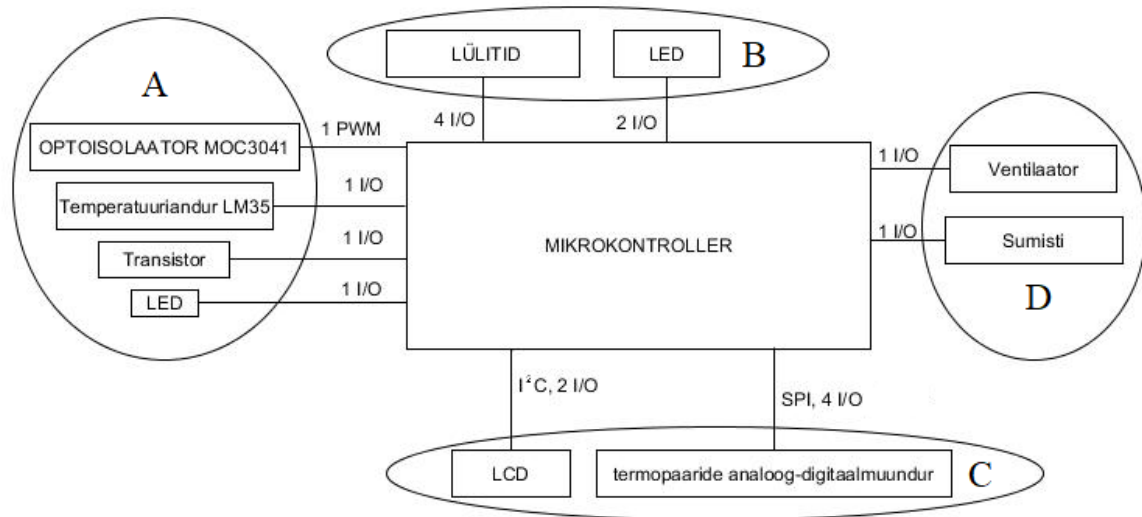 A
OPTOISOLAATOR MOC3041
1 PWM
Temperatuuriandur LM35
1 I/O
Transistor
1 I/O
LED
1 I/O
LÜLITID
LED
B
4 I/O
2 I/O
MIKROKONTROLLER
1 I/O
Ventilaator
1 I/O
Sumisti
D
I²C, 2 I/O
SPI, 4 I/O
LCD
termopaaride analoog-digitaalmuundur
C